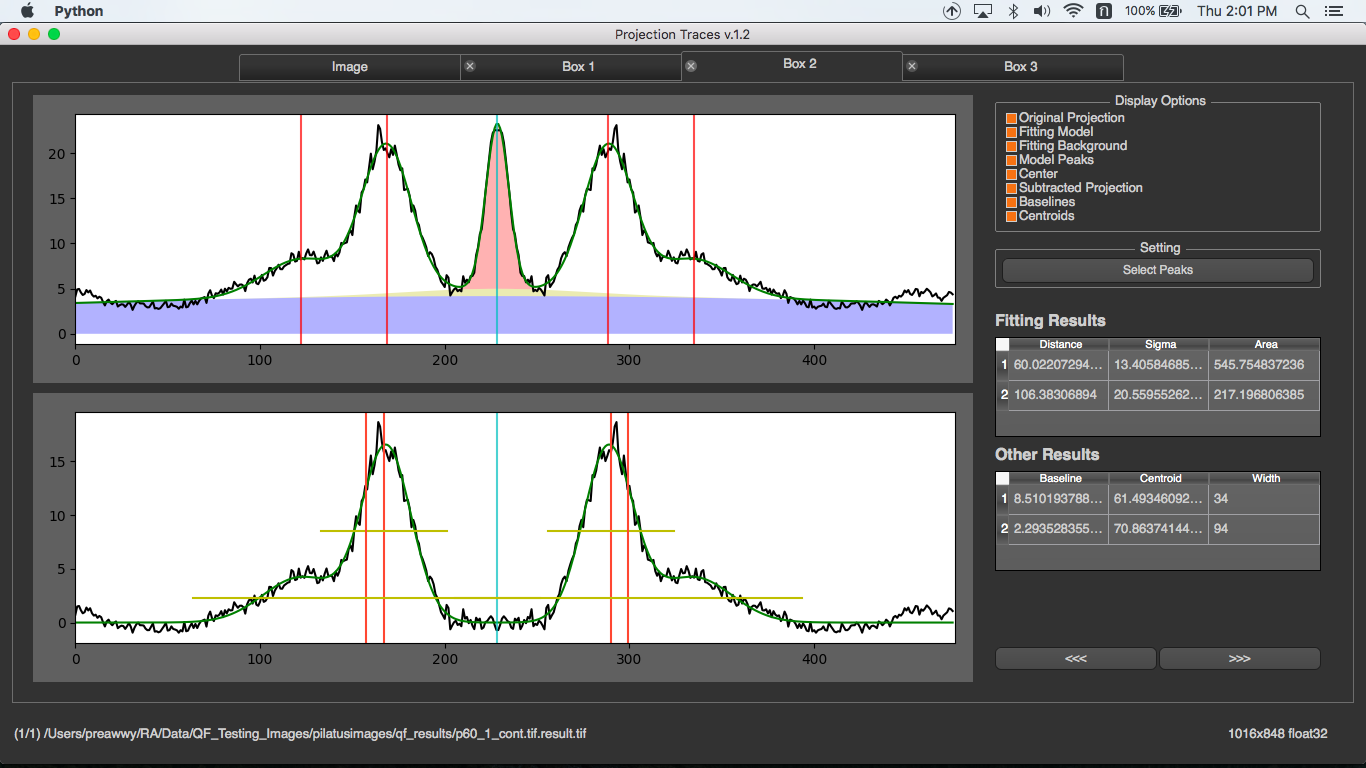 Python 100% Thu 2:01 PM
Projection Traces v.1.2
Image Box 1 Box 2 Box 3
20
15
10
5
0
0 100 200 300 400
15
10
5
0
0 100 200 300 400
Display Options
Original Projection
Fitting Model
Fitting Background
Model Peaks
Center
Subtracted Projection
Baselines
Centroids
Setting
Select Peaks
Fitting Results
Distance Sigma Area
1 60.02207294... 13.40584685... 545.754837236
2 106.38306894 20.55955262... 217.196806385
Other Results
Baseline Centroid Width
1 8.510193788... 61.49346092... 34
2 2.293528355... 70.86374144... 94
<<< >>>
(1/1) /Users/preawwy/RA/Data/QF_Testing_Images/pilatusimages/qf_results/p60_1_cont.tif.result.tif 1016x848 float32